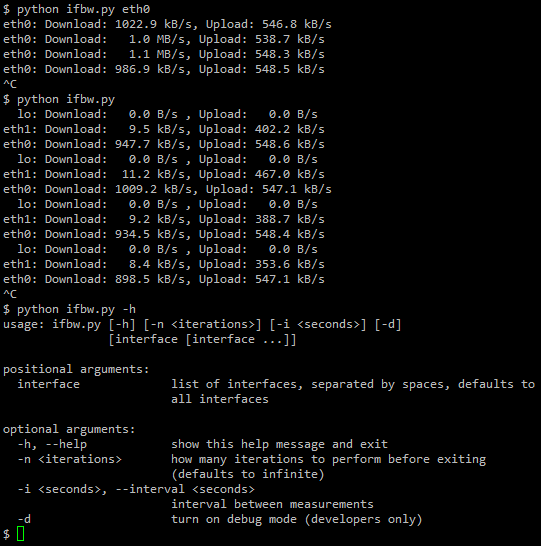 $ python ifbw.py eth0
eth0: Download: 1022.9 kB/s, Upload: 546.8 kB/s
eth0: Download:    1.0 MB/s, Upload: 538.7 kB/s
eth0: Download:    1.1 MB/s, Upload: 548.3 kB/s
eth0: Download:  986.9 kB/s, Upload: 548.5 kB/s
^C
$ python ifbw.py
  lo: Download:    0.0 B/s , Upload:   0.0 B/s
eth1: Download:    9.5 kB/s, Upload: 402.2 kB/s
eth0: Download:  947.7 kB/s, Upload: 548.6 kB/s
  lo: Download:    0.0 B/s , Upload:   0.0 B/s
eth1: Download:   11.2 kB/s, Upload: 467.0 kB/s
eth0: Download: 1009.2 kB/s, Upload: 547.1 kB/s
  lo: Download:    0.0 B/s , Upload:   0.0 B/s
eth1: Download:    9.2 kB/s, Upload: 388.7 kB/s
eth0: Download:  934.5 kB/s, Upload: 548.4 kB/s
  lo: Download:    0.0 B/s , Upload:   0.0 B/s
eth1: Download:    8.4 kB/s, Upload: 353.6 kB/s
eth0: Download:  898.5 kB/s, Upload: 547.1 kB/s
^C
$ python ifbw.py -h
usage: ifbw.py [-h] [-n <iterations>] [-i <seconds>] [-d]
               [interface [interface ...]]

positional arguments:
  interface             list of interfaces, separated by spaces, defaults to
                        all interfaces

optional arguments:
  -h, --help            show this help message and exit
  -n <iterations>       how many iterations to perform before exiting
                        (defaults to infinite)
  -i <seconds>, --interval <seconds>
                        interval between measurements
  -d                    turn on debug mode (developers only)
$